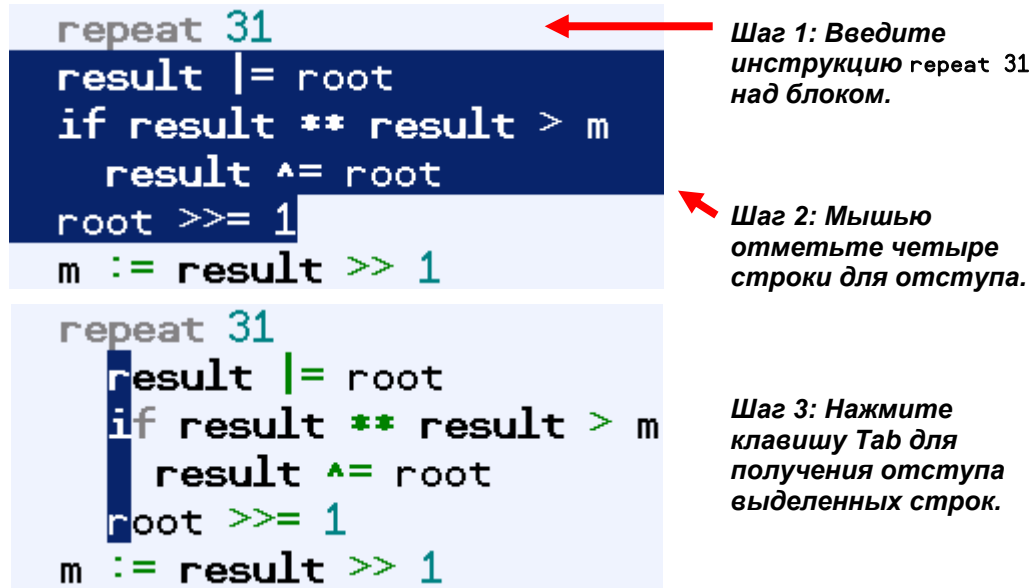 repeat 31
result |= root
if result ** result > m
result ^= root
root >>= 1
m := result >> 1
Шаг 1: Введите
инструкцию repeat 31
над блоком.
Шаг 2: Мышью
отметьте четыре
строки для отступа.
repeat 31
result |= root
if result ** result > m
result ^= root
root >>= 1
m := result >> 1
Шаг 3: Нажмите
клавишу Tab для
получения отступа
выделенных строк.